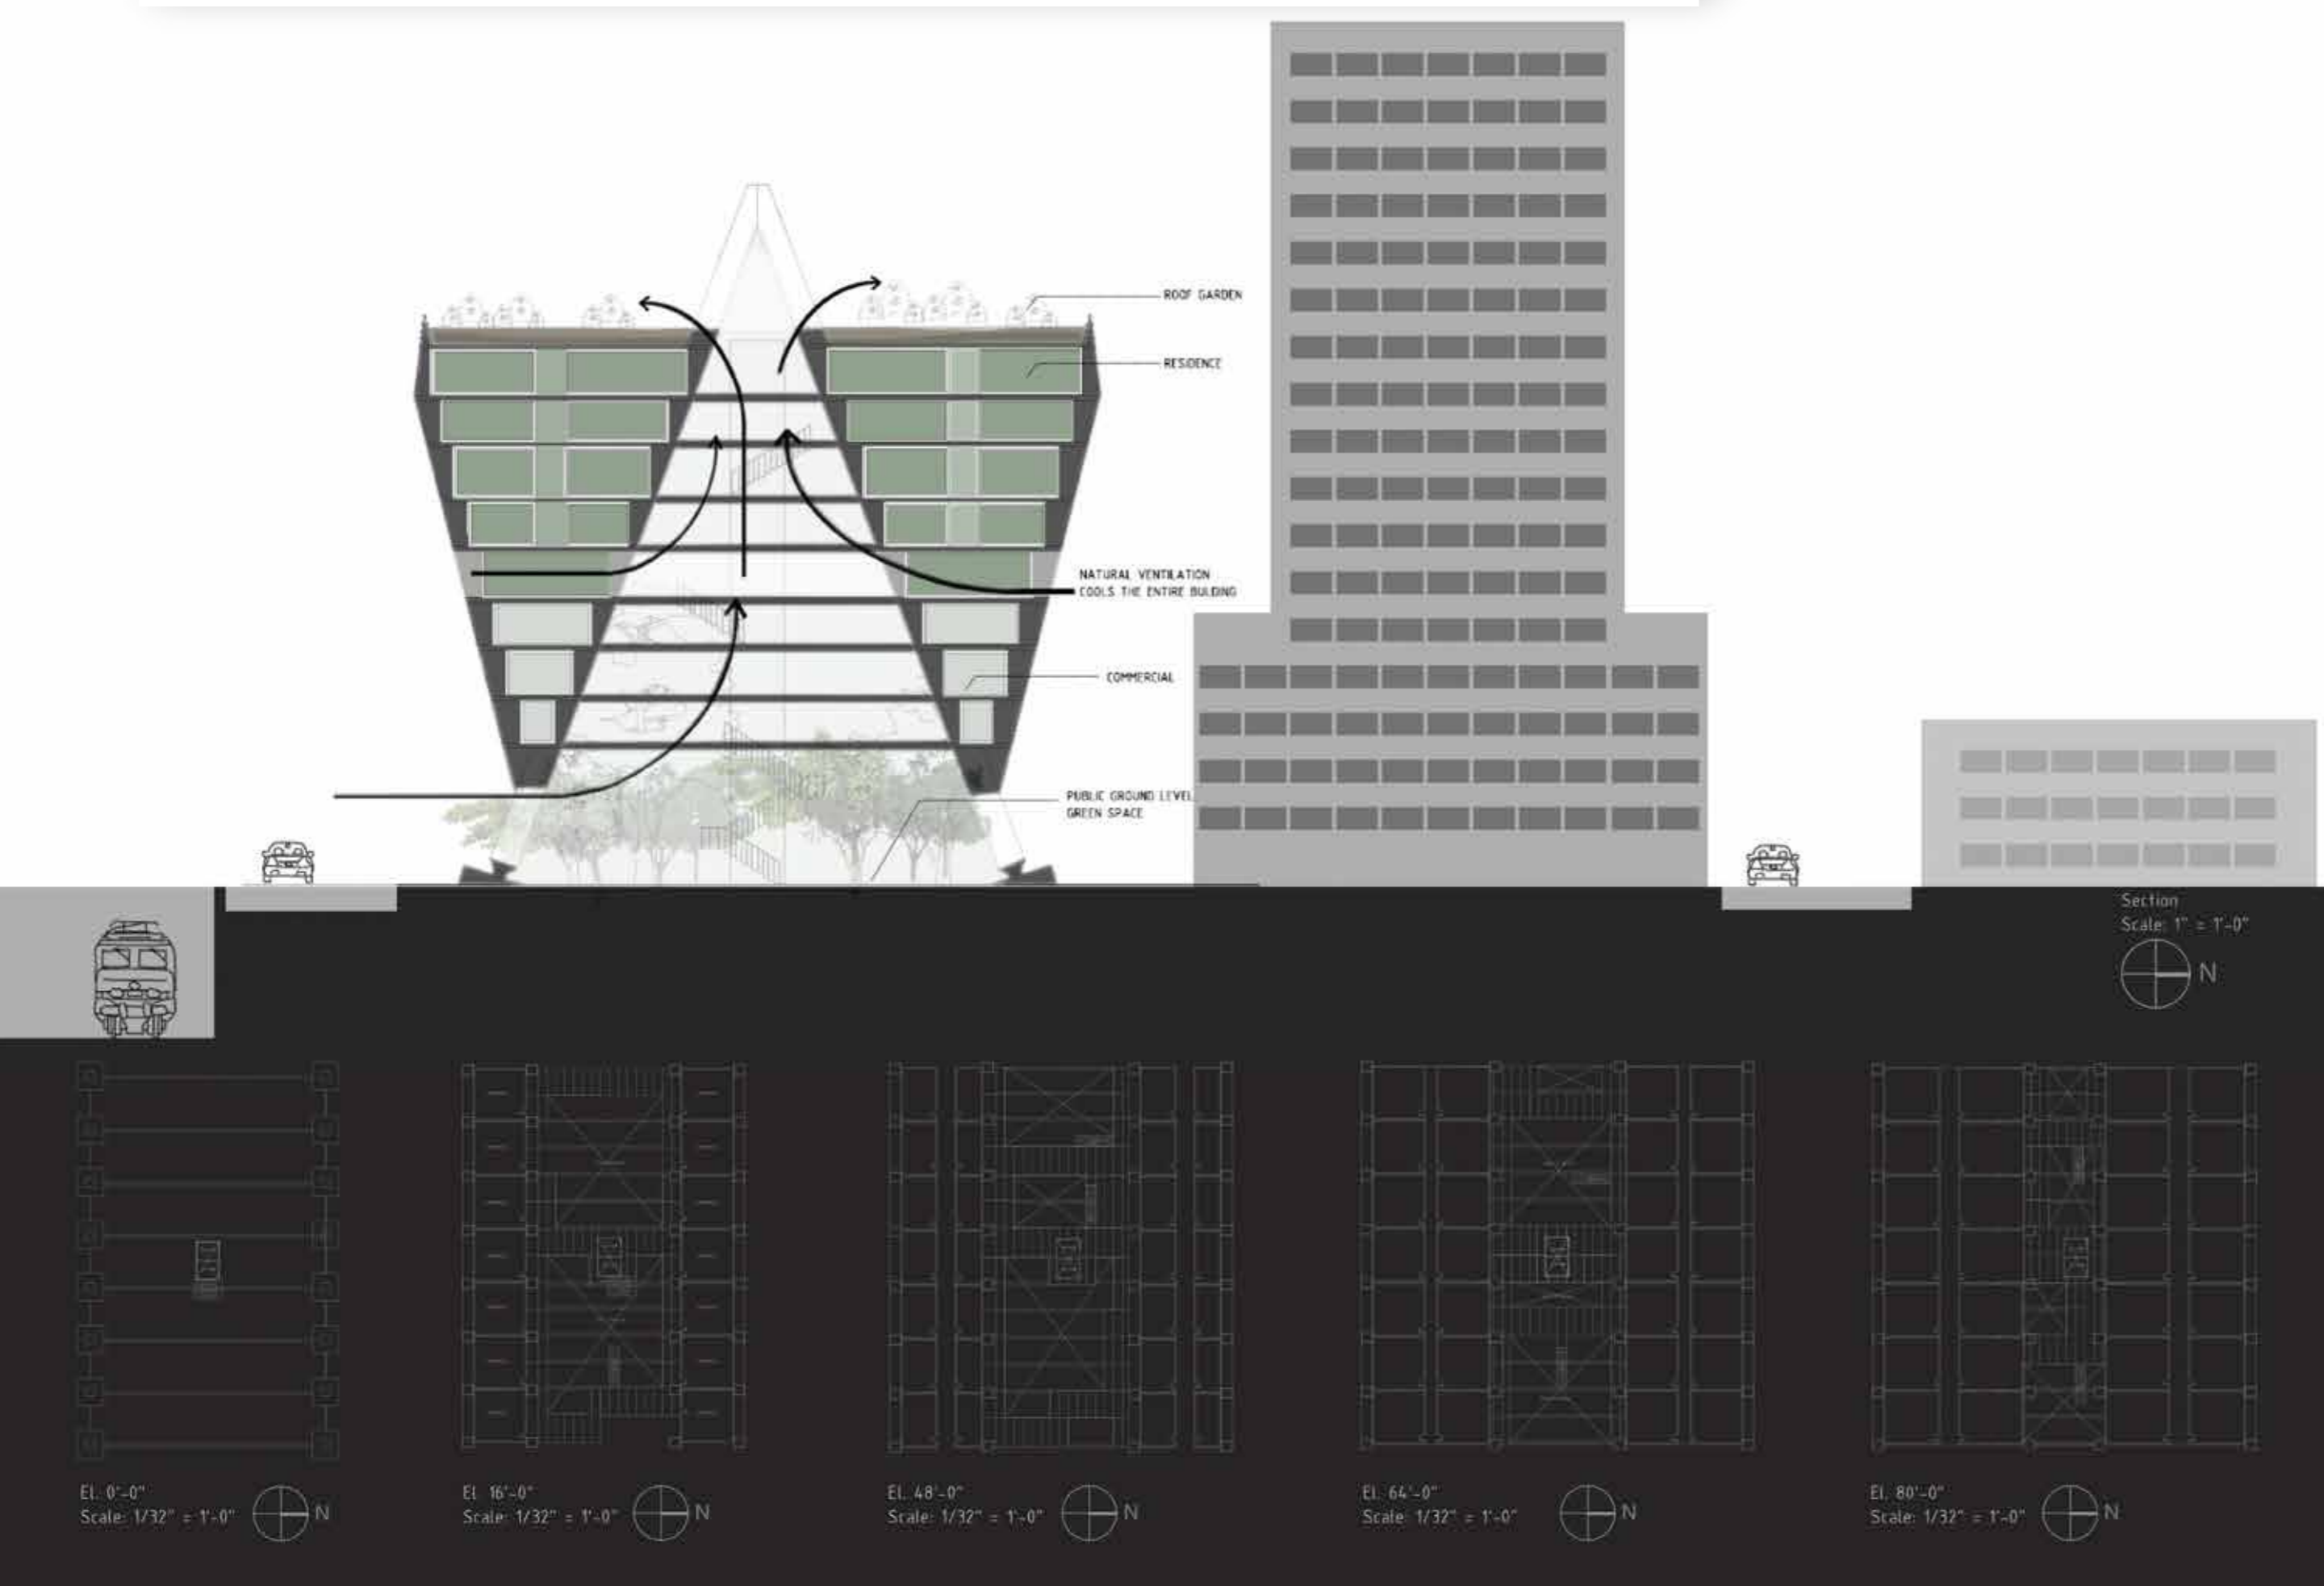 ROOF GARDEN
RESIDENCE
NATURAL VENTILATION
COOLS THE ENTIRE BUILDING
COMMERCIAL
PUBLIC GROUND LEVEL
GREEN SPACE
Section
Scale: 1" = 1'-0"
N
El. 0'-0"
Scale: 1/32" = 1'-0"
N
El. 16'-0"
Scale: 1/32" = 1'-0"
N
El. 48'-0"
Scale: 1/32" = 1'-0"
N
El. 64'-0"
Scale: 1/32" = 1'-0"
N
El. 80'-0"
Scale: 1/32" = 1'-0"
N